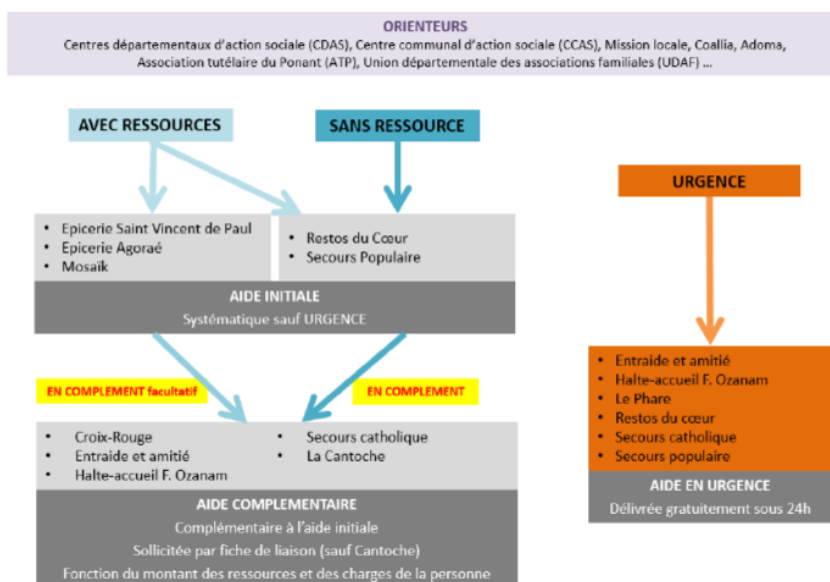 ORIENTEURS
Centres départementaux d'action sociale (CDAS), Centre communal d'action sociale (CCAS), Mission locale, Coallia, Adoma,
Association tutélaire du Ponant (ATP), Union départementale des associations familiales (UDAF) ...
AVEC RESSOURCES
SANS RESSOURCE
URGENCE
• Epicerie Saint Vincent de Paul
• Epicerie Agoraé
• Mosaïk
• Restos du Cœur
• Secours Populaire
AIDE INITIALE
Systématique sauf URGENCE
EN COMPLEMENT facultatif
EN COMPLEMENT
• Croix-Rouge
• Entraide et amitié
• Halte-accueil F. Ozanam
• Secours catholique
• La Cantoche
AIDE COMPLEMENTAIRE
Complémentaire à l'aide initiale
Sollicitée par fiche de liaison (sauf Cantoche)
Fonction du montant des ressources et des charges de la personne
• Entraide et amitié
• Halte-accueil F. Ozanam
• Le Phare
• Restos du cœur
• Secours catholique
• Secours populaire
AIDE EN URGENCE
Délivrée gratuitement sous 24h